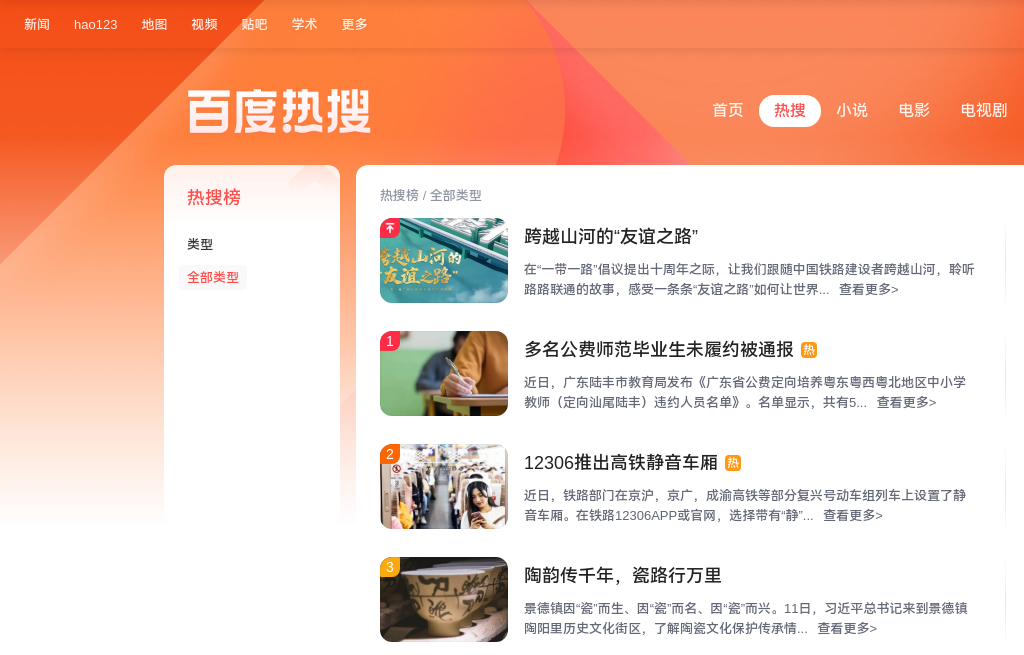 新闻 hao123 地图 视频 贴吧 学术 更多
百度热搜
首页 热搜 小说 电影 电视剧
热搜榜
类型
全部类型
热搜榜 / 全部类型
跨越山河的
“友谊之路”
跨越山河的“友谊之路”
在“一带一路”倡议提出十周年之际，让我们跟随中国铁路建设者跨越山河，聆听
路路联通的故事，感受一条条“友谊之路”如何让世界... 查看更多>
1
多名公费师范毕业生未履约被通报 热
近日，广东陆丰市教育局发布《广东省公费定向培养粤东粤西粤北地区中小学
教师（定向汕尾陆丰）违约人员名单》。名单显示，共有5... 查看更多>
2
12306推出高铁静音车厢 热
近日，铁路部门在京沪，京广，成渝高铁等部分复兴号动车组列车上设置了静
音车厢。在铁路12306APP或官网，选择带有“静”... 查看更多>
3
陶韵传千年，瓷路行万里
景德镇因“瓷”而生、因“瓷”而名、因“瓷”而兴。11日，习近平总书记来到景德镇
陶阳里历史文化街区，了解陶瓷文化保护传承情... 查看更多>